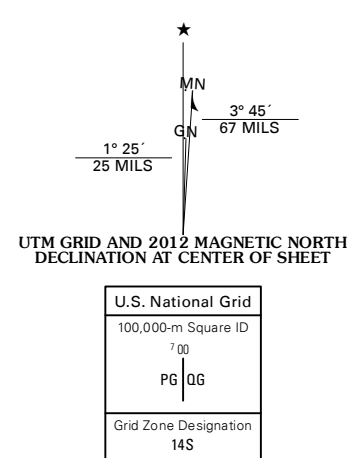 ★
MN
3° 45´
67 MILS
GN
1° 25´
25 MILS
UTM GRID AND 2012 MAGNETIC NORTH
DECLINATION AT CENTER OF SHEET
U.S. National Grid
100,000-m Square ID
7 00
PG QG
Grid Zone Designation
14S